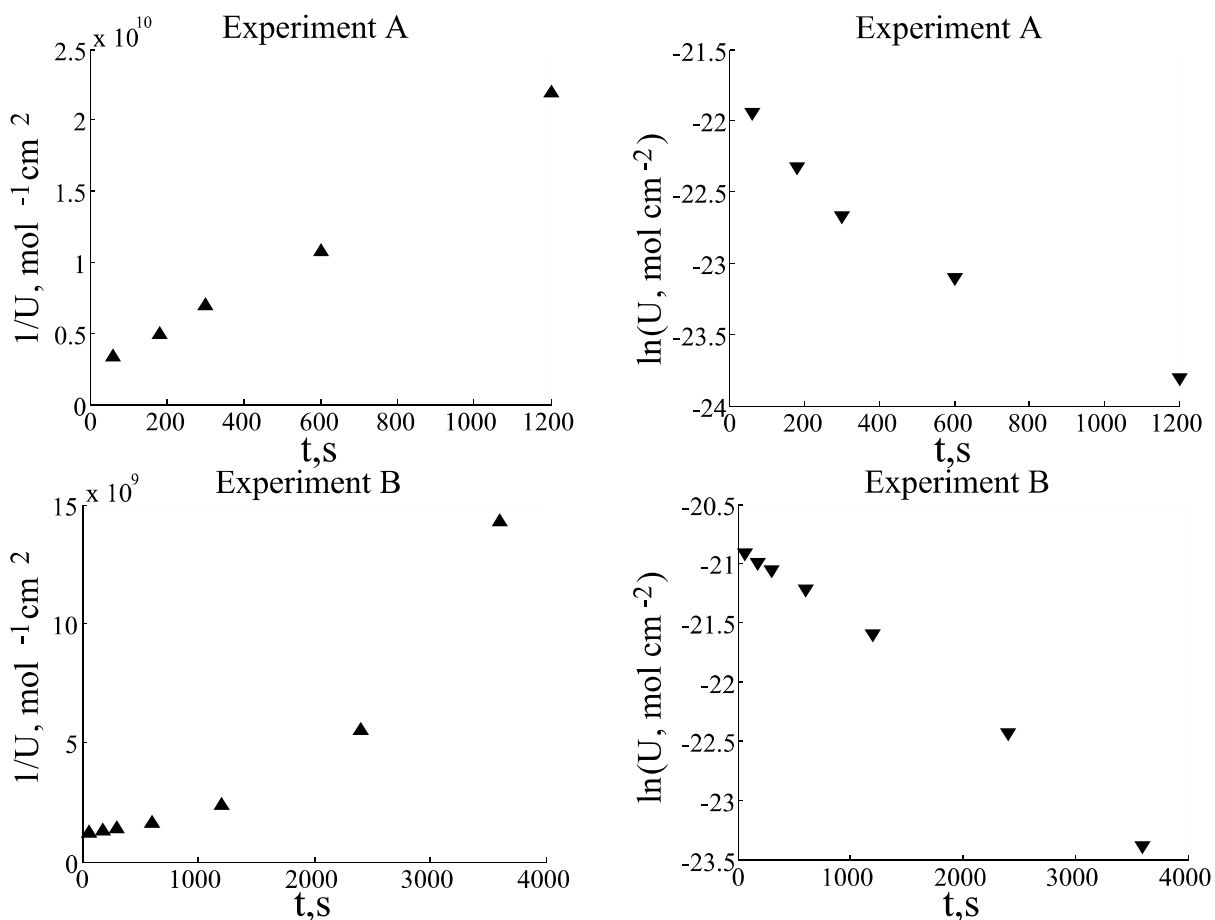 Experiment A
x 10^10
2.5
2
1.5
1
0.5
0
1/U, mol -1 cm 2
0 200 400 600 800 1000 1200
t,s
Experiment A
-21.5
-22
-22.5
-23
-23.5
-24
ln(U, mol cm -2)
0 200 400 600 800 1000 1200
t,s
Experiment B
x 10^9
15
10
5
0
1/U, mol -1 cm 2
0 1000 2000 3000 4000
t,s
Experiment B
-20.5
-21
-21.5
-22
-22.5
-23
-23.5
ln(U, mol cm -2)
0 1000 2000 3000 4000
t,s